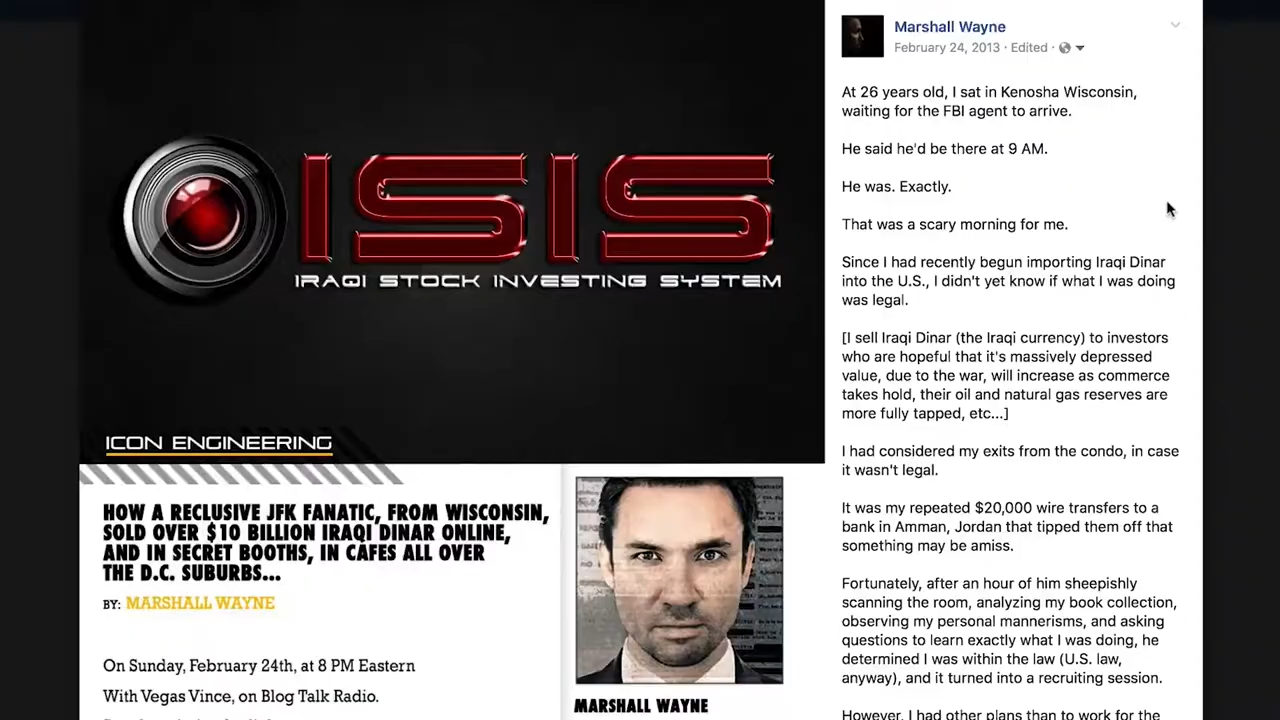 ISIS
IRAQI STOCK INVESTING SYSTEM
ICON ENGINEERING
HOW A RECLUSIVE JFK FANATIC, FROM WISCONSIN,
SOLD OVER $10 BILLION IRAQI DINAR ONLINE,
AND IN SECRET BOOTHS, IN CAFES ALL OVER
THE D.C. SUBURBS...
BY: MARSHALL WAYNE
On Sunday, February 24th, at 8 PM Eastern
With Vegas Vince, on Blog Talk Radio.
MARSHALL WAYNE
Marshall Wayne
February 24, 2013 · Edited ·
At 26 years old, I sat in Kenosha Wisconsin,
waiting for the FBI agent to arrive.
He said he'd be there at 9 AM.
He was. Exactly.
That was a scary morning for me.
Since I had recently begun importing Iraqi Dinar
into the U.S., I didn't yet know if what I was doing
was legal.
[I sell Iraqi Dinar (the Iraqi currency) to investors
who are hopeful that it's massively depressed
value, due to the war, will increase as commerce
takes hold, their oil and natural gas reserves are
more fully tapped, etc...]
I had considered my exits from the condo, in case
it wasn't legal.
It was my repeated $20,000 wire transfers to a
bank in Amman, Jordan that tipped them off that
something may be amiss.
Fortunately, after an hour of him sheepishly
scanning the room, analyzing my book collection,
observing my personal mannerisms, and asking
questions to learn exactly what I was doing, he
determined I was within the law (U.S. law,
anyway), and it turned into a recruiting session.
However, I had other plans than to work for the